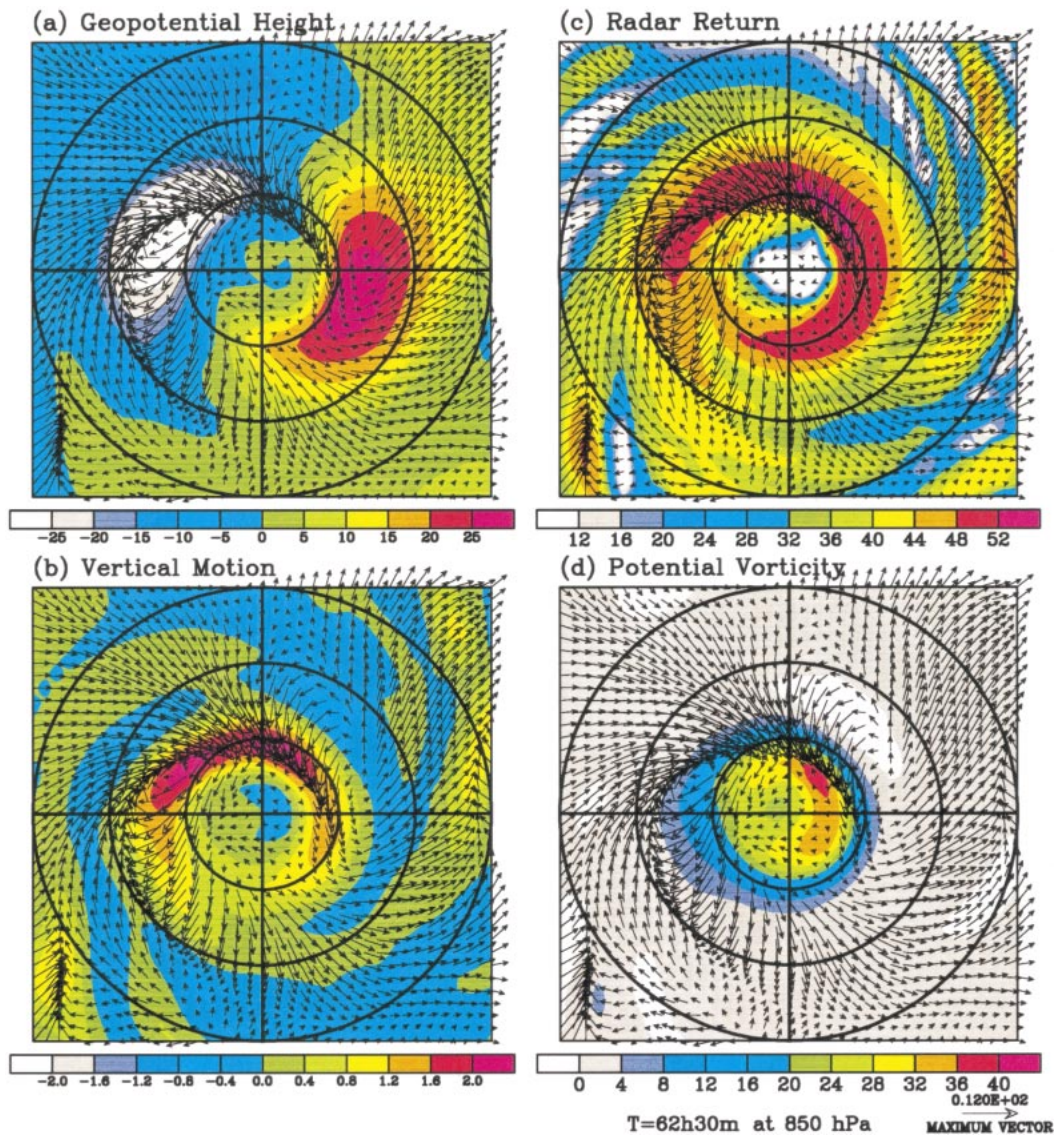 (a) Geopotential Height
(c) Radar Return
-25 -20 -15 -10 -5 0 5 10 15 20 25
12 16 20 24 28 32 36 40 44 48 52
(b) Vertical Motion
(d) Potential Vorticity
-2.0 -1.6 -1.2 -0.8 -0.4 0.0 0.4 0.8 1.2 1.6 2.0
0 4 8 12 16 20 24 28 32 36 40
0.120E+02
T=62h30m at 850 hPa
MAXIMUM VECTOR